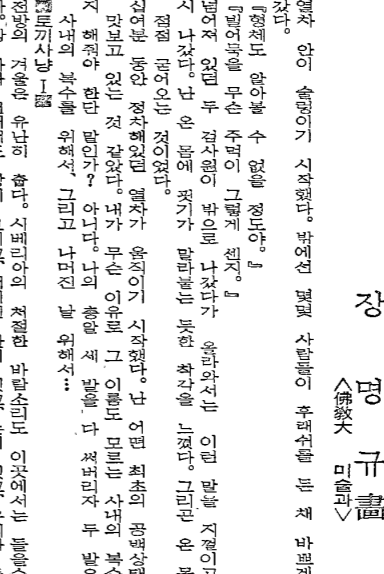 장 명 규 畵
<佛敎大 미술과>
열차 안이 술렁이기 시작했다. 밖에선 몇몇 사람들이 후래쉬를 든 채 바쁘게
갔다.
『형체도 알아볼 수 없을 정도야.』
『빌어먹을 무슨 주먹이 그렇게 센지.』
넘어져 있던 두 검사원이 밖으로 나갔다가 올라와서는 이런 말을 지껄이고
시 나갔다. 난 온 몸에 핏기가 말라붙는 듯한 착각을 느꼈다. 그리곤 온 몸
점점 굳어오는 것이었다.
십여분 동안 정차해있던 열차가 움직이기 시작했다. 난 어떤 최초의 공백상태
맛보고 있는 것 같았다. 내가 무슨 이유로 그 이름도 모르는 사내의 복수
지 해줘야 한단 말인가? 아니다. 나의 총알 세 발을 다 써버리자 두 발은
사내의 복수를 위해서, 그리고 나머진 날 위해서…
토끼사냥Ⅰ
전방의 겨울은 유난히 춥다. 시베리아의 처절한 바람소리도 이곳에서는 들을수